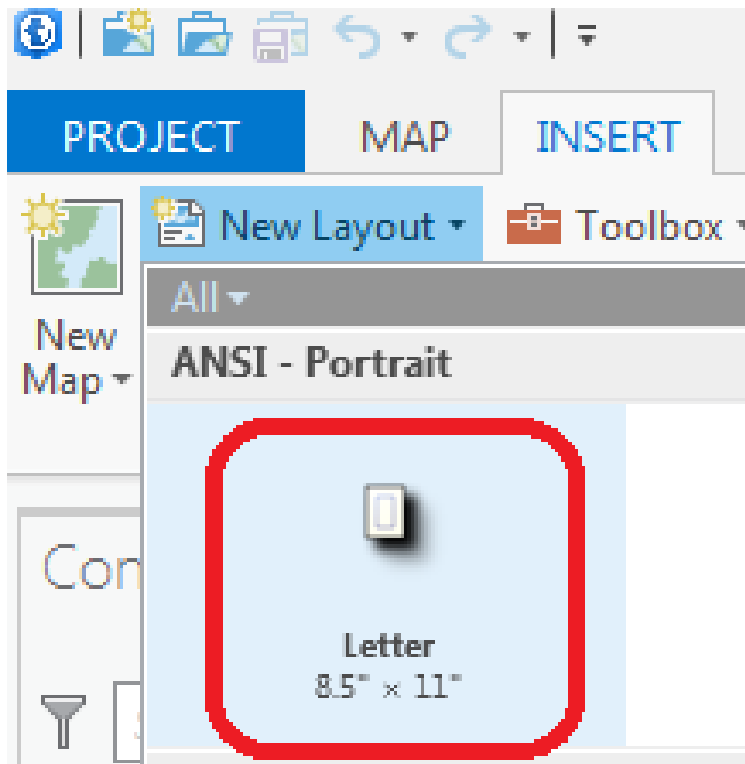 PROJECT MAP INSERT
New Layout Toolbox
New
Map
All
ANSI - Portrait
Letter
8.5" × 11"